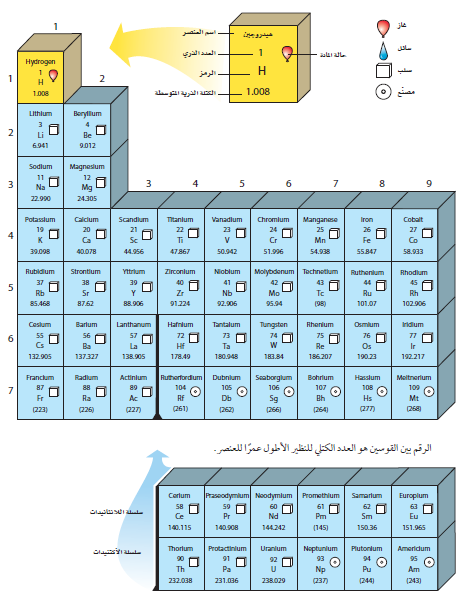 1
هيدروجين
1
H
1.008
اسم العنصر
العدد الذري
الرمز
الكتلة الذرية المتوسطة
حالة المادة
غاز
سائل
صلب
مصنّع
1
Hydrogen
1
H
1.008
2
2
Lithium
3
Li
6.941
Beryllium
4
Be
9.012
3
Sodium
11
Na
22.990
Magnesium
12
Mg
24.305
3 4 5 6 7 8 9
4
Potassium
19
K
39.098
Calcium
20
Ca
40.078
Scandium
21
Sc
44.956
Titanium
22
Ti
47.867
Vanadium
23
V
50.942
Chromium
24
Cr
51.996
Manganese
25
Mn
54.938
Iron
26
Fe
55.847
Cobalt
27
Co
58.933
5
Rubidium
37
Rb
85.468
Strontium
38
Sr
87.62
Yttrium
39
Y
88.906
Zirconium
40
Zr
91.224
Niobium
41
Nb
92.906
Molybdenum
42
Mo
95.94
Technetium
43
Tc
(98)
Ruthenium
44
Ru
101.07
Rhodium
45
Rh
102.906
6
Cesium
55
Cs
132.905
Barium
56
Ba
137.327
Lanthanum
57
La
138.905
Hafnium
72
Hf
178.49
Tantalum
73
Ta
180.948
Tungsten
74
W
183.84
Rhenium
75
Re
186.207
Osmium
76
Os
190.23
Iridium
77
Ir
192.217
7
Francium
87
Fr
(223)
Radium
88
Ra
(226)
Actinium
89
Ac
(227)
Rutherfordium
104
Rf
(261)
Dubnium
105
Db
(262)
Seaborgium
106
Sg
(266)
Bohrium
107
Bh
(264)
Hassium
108
Hs
(277)
Meitnerium
109
Mt
(268)
الرقم بين القوسين هو العدد الكتلي للنظير الأطول عمرًا للعنصر.
سلسلة اللانثانيدات
Cerium
58
Ce
140.115
Praseodymium
59
Pr
140.908
Neodymium
60
Nd
144.242
Promethium
61
Pm
(145)
Samarium
62
Sm
150.36
Europium
63
Eu
151.965
سلسلة الأكتنيدات
Thorium
90
Th
232.038
Protactinium
91
Pa
231.036
Uranium
92
U
238.029
Neptunium
93
Np
(237)
Plutonium
94
Pu
(244)
Americium
95
Am
(243)